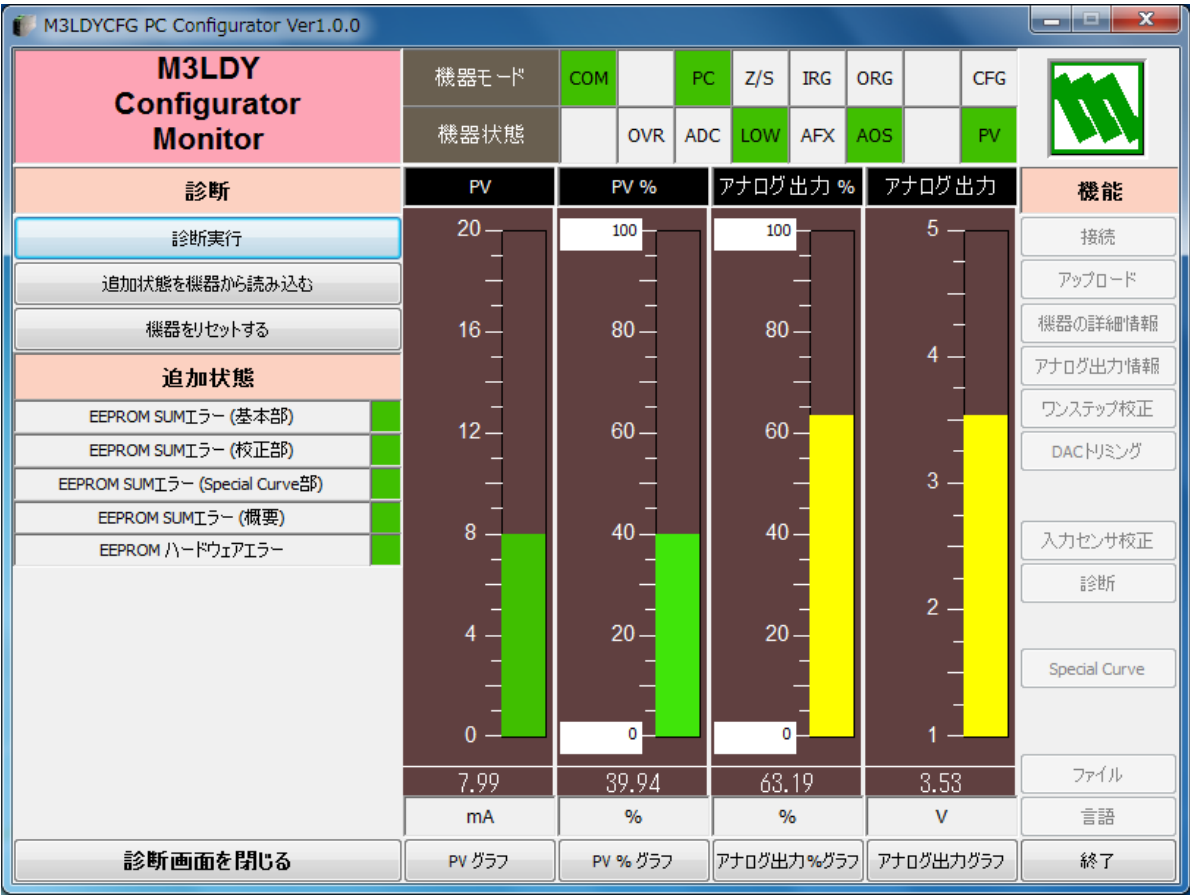 M3LDYCFG PC Configurator Ver1.0.0
M3LDY
Configurator
Monitor
機器モード
COM
PC
Z/S
IRG
ORG
CFG
機器状態
OVR
ADC
LOW
AFX
AOS
PV
診断
診断実行
追加状態を機器から読み込む
機器をリセットする
追加状態
EEPROM SUMエラー (基本部)
EEPROM SUMエラー (校正部)
EEPROM SUMエラー (Special Curve部)
EEPROM SUMエラー (概要)
EEPROM ハードウェアエラー
診断画面を閉じる
PV
20
16
12
8
4
0
7.99
mA
PV グラフ
PV %
100
80
60
40
20
0
39.94
%
PV % グラフ
アナログ出力 %
100
80
60
40
20
0
63.19
%
アナログ出力%グラフ
アナログ出力
5
4
3
2
1
3.53
V
アナログ出力グラフ
機能
接続
アップロード
機器の詳細情報
アナログ出力情報
ワンステップ校正
DACトリミング
入力センサ校正
診断
Special Curve
ファイル
言語
終了